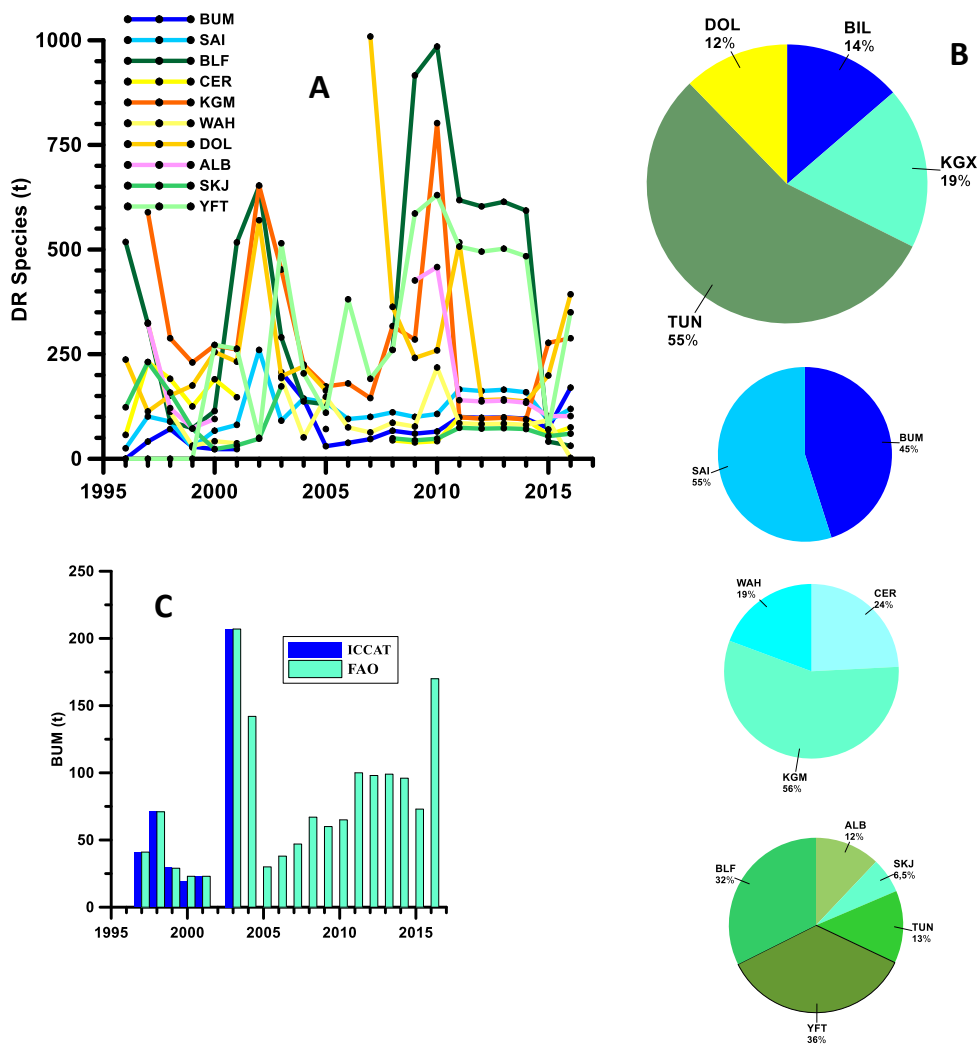 A
BUM
SAI
BLF
CER
KGM
WAH
DOL
ALB
SKJ
YFT
DR Species (t)
1000
750
500
250
0
1995
2000
2005
2010
2015
B
DOL
12%
BIL
14%
KGX
19%
TUN
55%
BUM
45%
SAI
55%
WAH
19%
CER
24%
KGM
56%
ALB
12%
SKJ
6,5%
BLF
32%
TUN
13%
YFT
36%
C
ICCAT
FAO
BUM (t)
250
200
150
100
50
0
1995
2000
2005
2010
2015